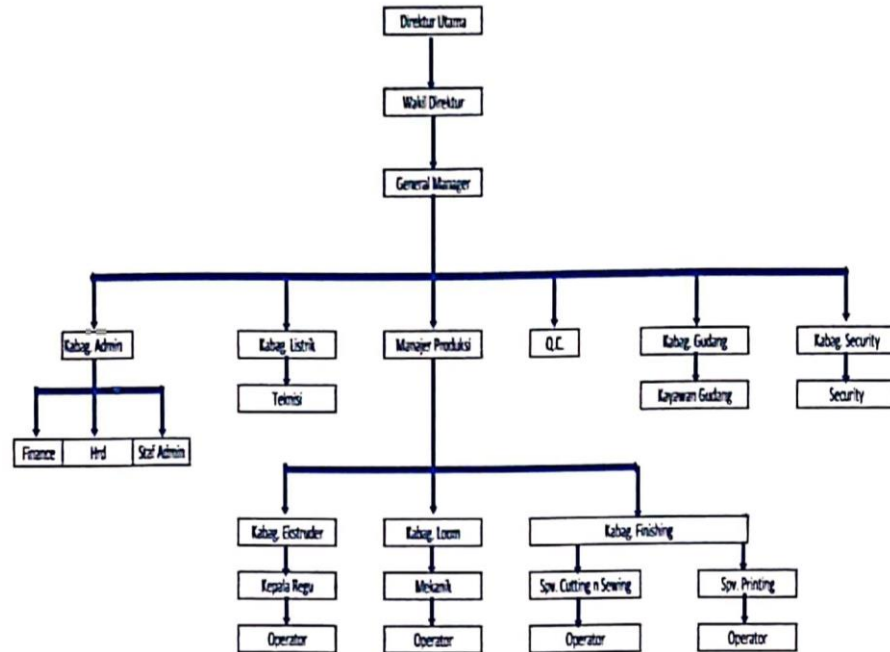 Direktur Utama
Wakil Direktur
General Manager
Kabag. Admin
Kabag. Listrik
Manajer Produksi
Q.C.
Kabag. Gudang
Kabag. Security
Teknisi
Kayawan Gudang
Security
Finance
Hrd
Staf Admin
Kabag. Ekstruder
Kabag. Loom
Kabag. Finishing
Kepala Regu
Mekanik
Spv. Cutting n Sewing
Spv. Printing
Operator
Operator
Operator
Operator